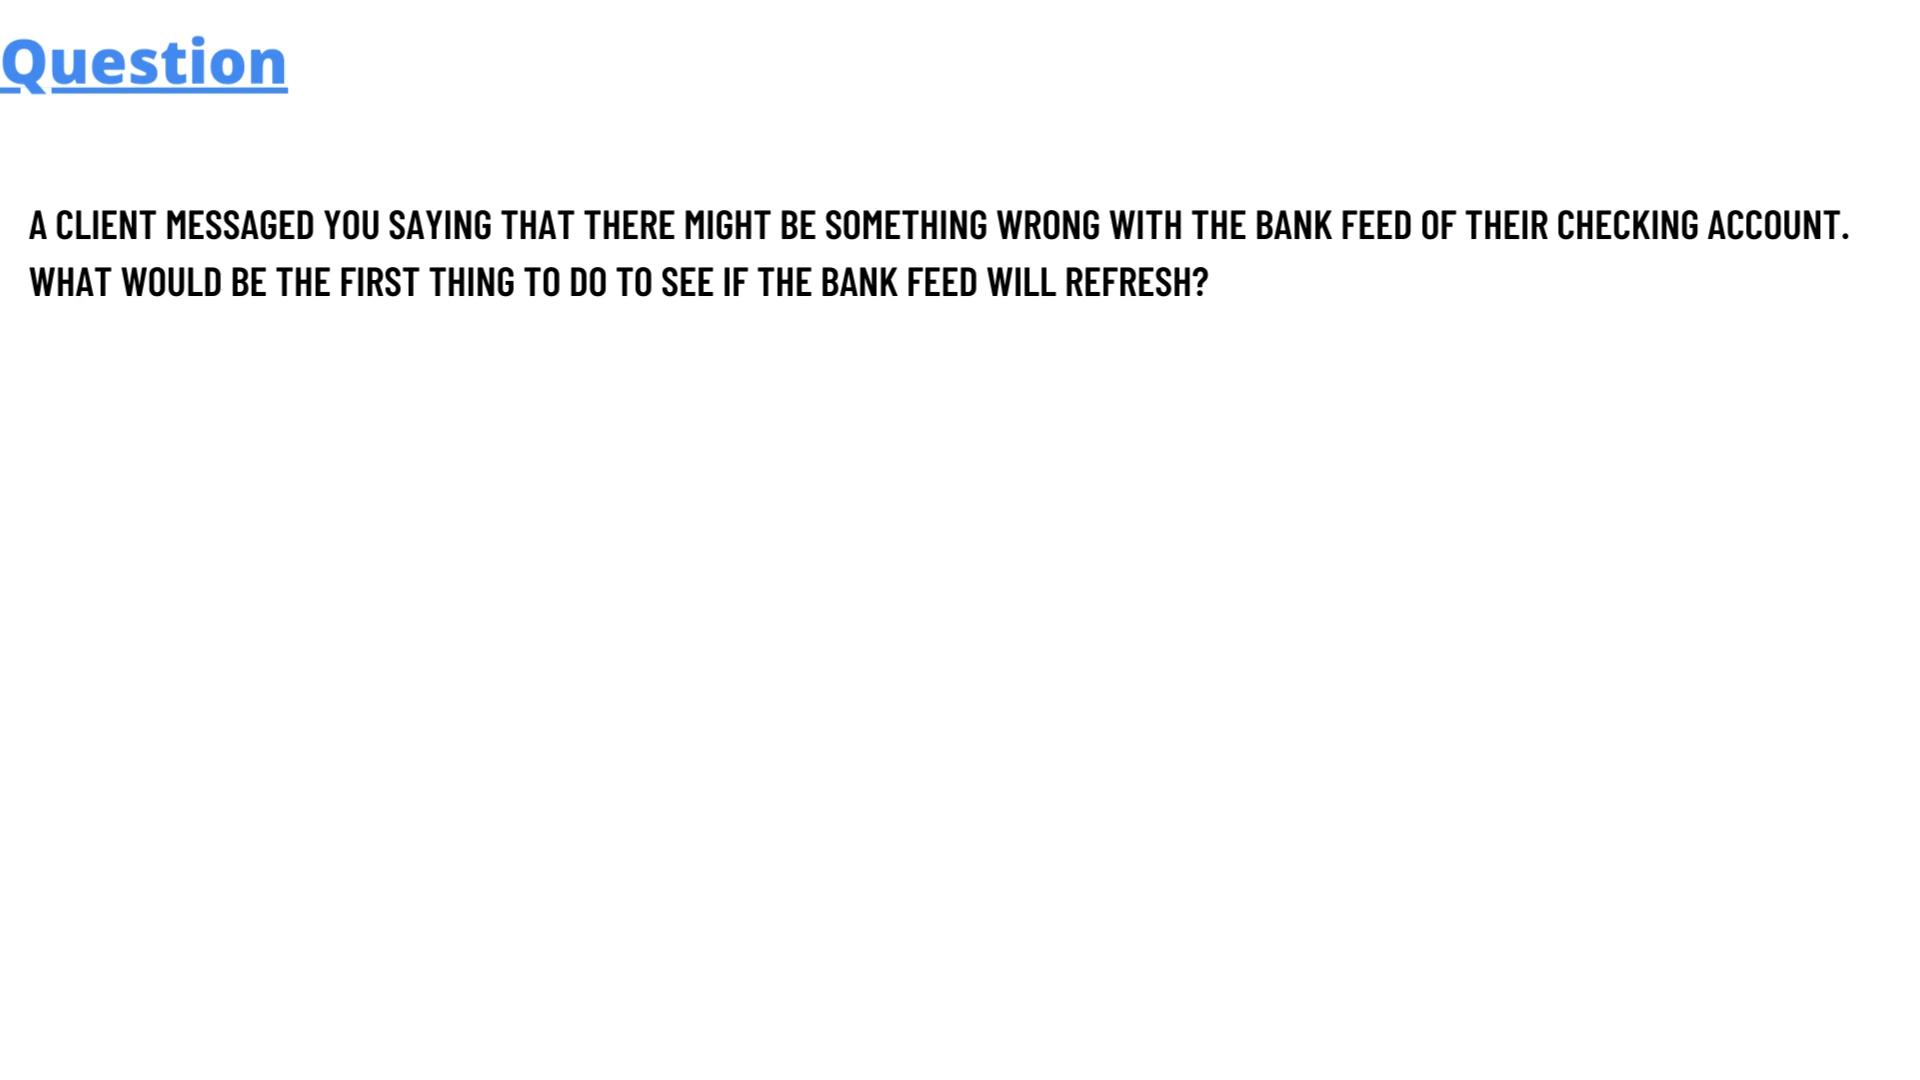 Question
A CLIENT MESSAGED YOU SAYING THAT THERE MIGHT BE SOMETHING WRONG WITH THE BANK FEED OF THEIR CHECKING ACCOUNT.
WHAT WOULD BE THE FIRST THING TO DO TO SEE IF THE BANK FEED WILL REFRESH?